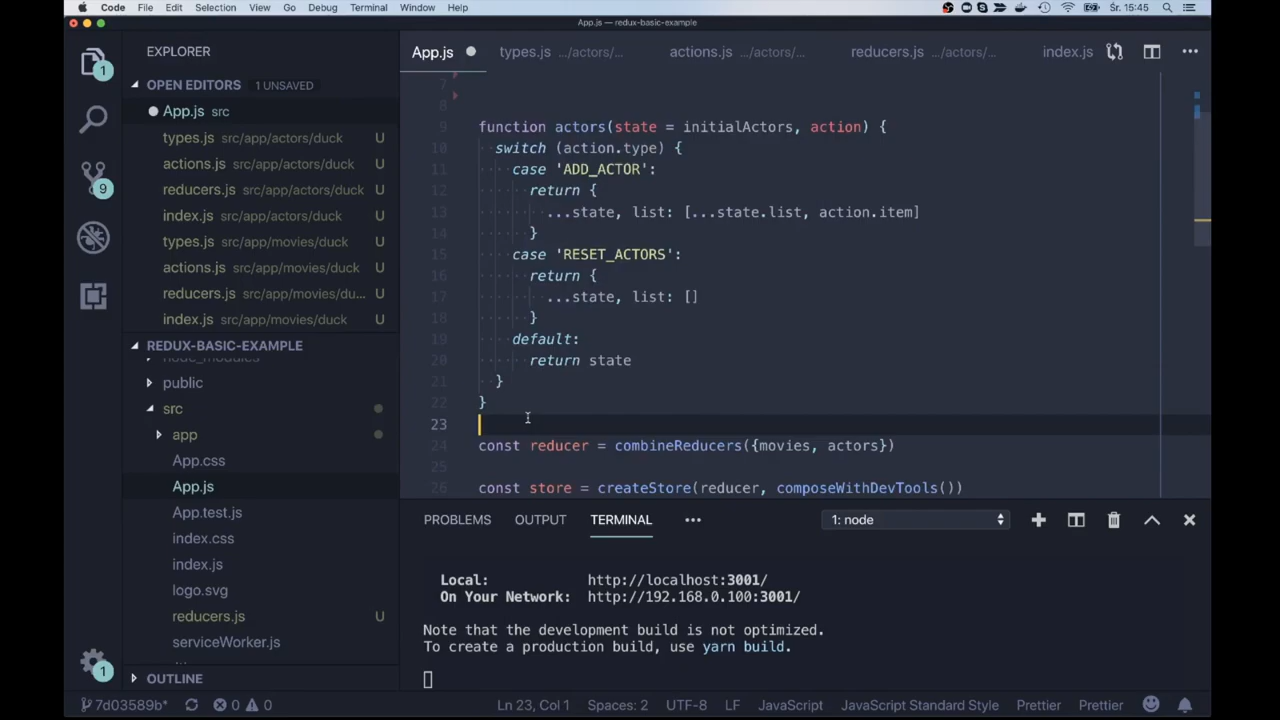 Code File Edit Selection View Go Debug Terminal Window Help Śr. 15:45
App.js — redux-basic-example
EXPLORER
OPEN EDITORS 1 UNSAVED
App.js src
types.js src/app/actors/duck U
actions.js src/app/actors/duck U
reducers.js src/app/actors/duck U
index.js src/app/actors/duck U
types.js src/app/movies/duck U
actions.js src/app/movies/duck U
reducers.js src/app/movies/du... U
index.js src/app/movies/duck U
REDUX-BASIC-EXAMPLE
node_modules
public
src
app
App.css
App.js
App.test.js
index.css
index.js
logo.svg
reducers.js U
serviceWorker.js
OUTLINE
1
9
1
App.js types.js .../actors/... actions.js .../actors/... reducers.js .../actors/... index.js
7
8
9 function actors(state = initialActors, action) {
10 switch (action.type) {
11 case 'ADD_ACTOR':
12 return {
13 ...state, list: [...state.list, action.item]
14 }
15 case 'RESET_ACTORS':
16 return {
17 ...state, list: []
18 }
19 default:
20 return state
21 }
22 }
23
24 const reducer = combineReducers({movies, actors})
25
26 const store = createStore(reducer, composeWithDevTools())
PROBLEMS OUTPUT TERMINAL 1: node
Local: http://localhost:3001/
On Your Network: http://192.168.0.100:3001/
Note that the development build is not optimized.
To create a production build, use yarn build.
7d03589b* 0 0 Ln 23, Col 1 Spaces: 2 UTF-8 LF JavaScript JavaScript Standard Style Prettier Prettier